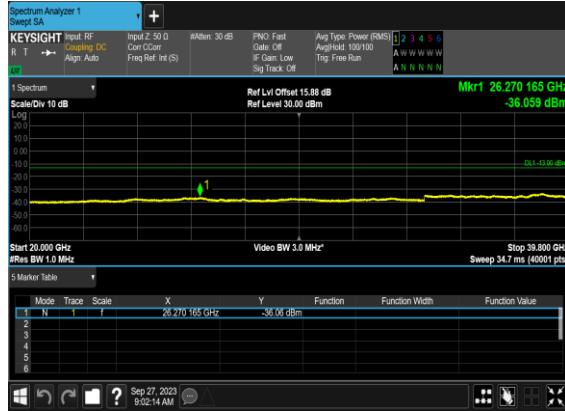 Spectrum Analyzer 1
Swept SA
KEYSIGHT
R T
LV
Input: RF
Coupling: DC
Align: Auto
Input Z: 50 Ω
Corr CCorr
Freq Ref: Int (S)
#Atten: 30 dB
PNO: Fast
Gate: Off
IF Gain: Low
Sig Track: Off
Avg Type: Power (RMS)
Avg|Hold: 100/100
Trig: Free Run
1 2 3 4 5 6
A W W W W W
A N N N N N
1 Spectrum
Scale/Div 10 dB
Ref Lvl Offset 15.88 dB
Ref Level 30.00 dBm
Mkr1 26.270 165 GHz
-36.059 dBm
Log
20.0
10.0
0.00
-10.0
-20.0
-30.0
-40.0
-50.0
-60.0
DL1 -13.00 dBm
1
Start 20.000 GHz
#Res BW 1.0 MHz
Video BW 3.0 MHz*
Stop 39.800 GHz
Sweep 34.7 ms (40001 pts)
5 Marker Table
Mode Trace Scale X Y Function Function Width Function Value
1 N 1 f 26.270 165 GHz -36.06 dBm
2
3
4
5
6
?
Sep 27, 2023
9:02:14 AM